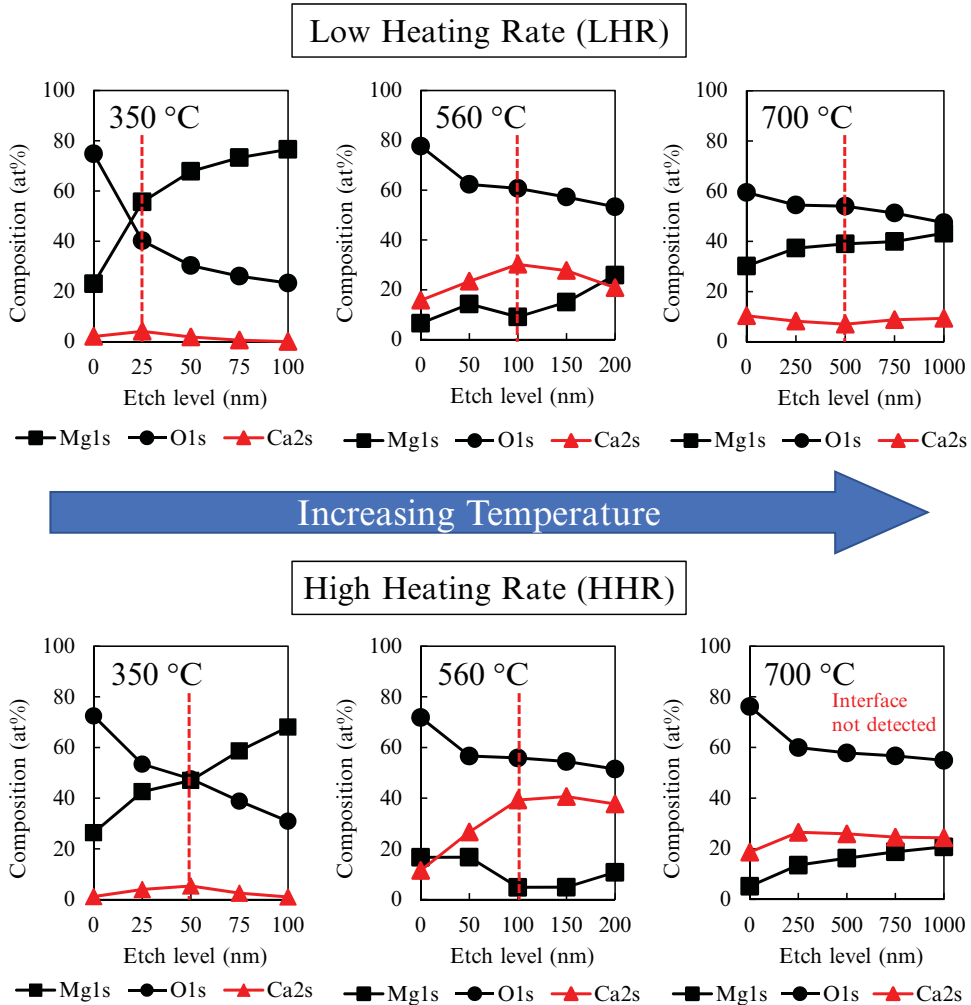 Low Heating Rate (LHR)
Composition (at%)
100
80
60
40
20
0
350 °C
0 25 50 75 100
Etch level (nm)
Mg1s O1s Ca2s
Composition (at%)
100
80
60
40
20
0
560 °C
0 50 100 150 200
Etch level (nm)
Mg1s O1s Ca2s
Composition (at%)
100
80
60
40
20
0
700 °C
0 250 500 750 1000
Etch level (nm)
Mg1s O1s Ca2s
Increasing Temperature
High Heating Rate (HHR)
Composition (at%)
100
80
60
40
20
0
350 °C
0 25 50 75 100
Etch level (nm)
Mg1s O1s Ca2s
Composition (at%)
100
80
60
40
20
0
560 °C
0 50 100 150 200
Etch level (nm)
Mg1s O1s Ca2s
Composition (at%)
100
80
60
40
20
0
700 °C
Interface
not detected
0 250 500 750 1000
Etch level (nm)
Mg1s O1s Ca2s